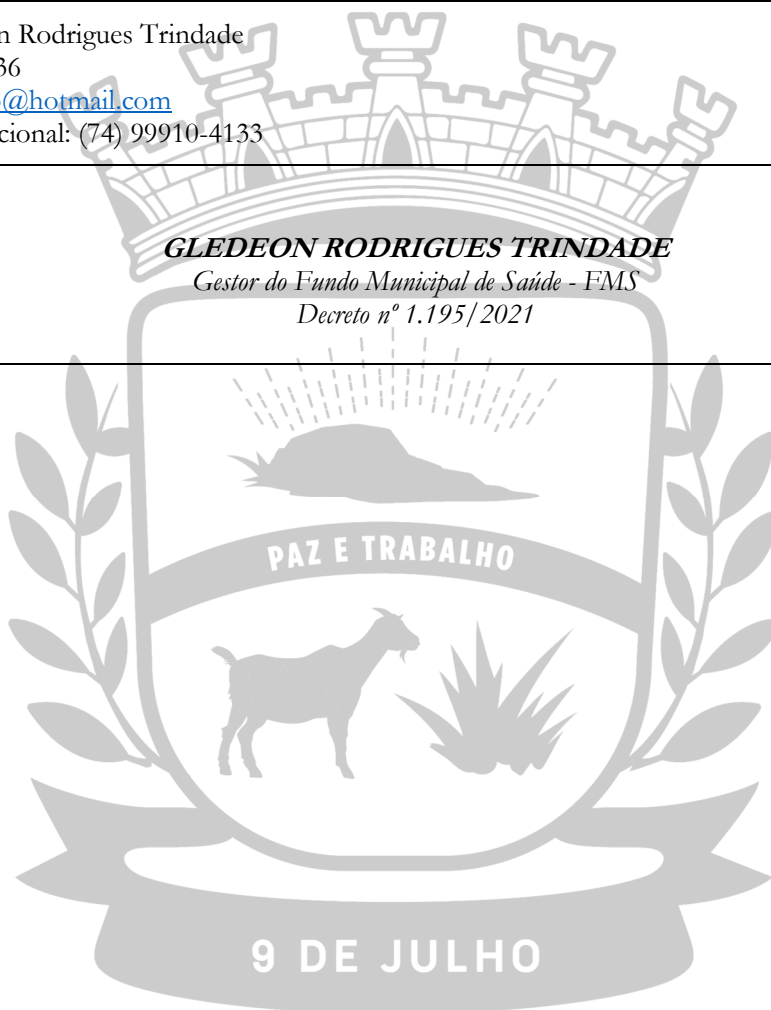 n Rodrigues Trindade
36
@hotmail.com
cional: (74) 99910-4133
GLEDEON RODRIGUES TRINDADE
Gestor do Fundo Municipal de Saúde - FMS
Decreto nº 1.195/2021
PAZ E TRABALHO
9 DE JULHO